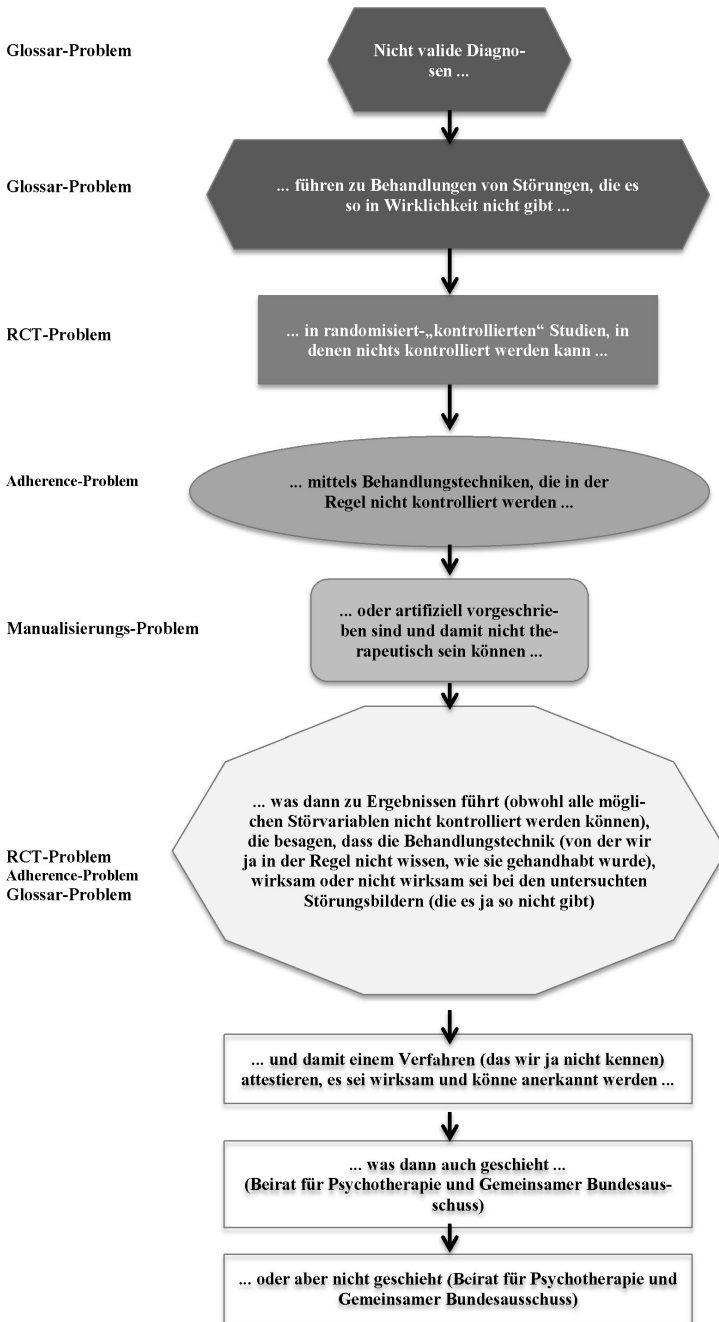 Glossar-Problem
Nicht valide Diagno-
sen ...
Glossar-Problem
... führen zu Behandlungen von Störungen, die es
so in Wirklichkeit nicht gibt ...
RCT-Problem
... in randomisiert-„kontrollierten“ Studien, in
denen nichts kontrolliert werden kann ...
Adherence-Problem
... mittels Behandlungstechniken, die in der
Regel nicht kontrolliert werden ...
Manualisierungs-Problem
... oder artifiziell vorgeschrie-
ben sind und damit nicht the-
rapeutisch sein können ...
RCT-Problem
Adherence-Problem
Glossar-Problem
... was dann zu Ergebnissen führt (obwohl alle mögli-
chen Störvariablen nicht kontrolliert werden können),
die besagen, dass die Behandlungstechnik (von der wir
ja in der Regel nicht wissen, wie sie gehandhabt wurde),
wirksam oder nicht wirksam sei bei den untersuchten
Störungsbildern (die es ja so nicht gibt)
... und damit einem Verfahren (das wir ja nicht kennen)
attestieren, es sei wirksam und könne anerkannt werden ...
... was dann auch geschieht ...
(Beirat für Psychotherapie und Gemeinsamer Bundesaus-
schuss)
... oder aber nicht geschieht (Beirat für Psychotherapie und
Gemeinsamer Bundesausschuss)